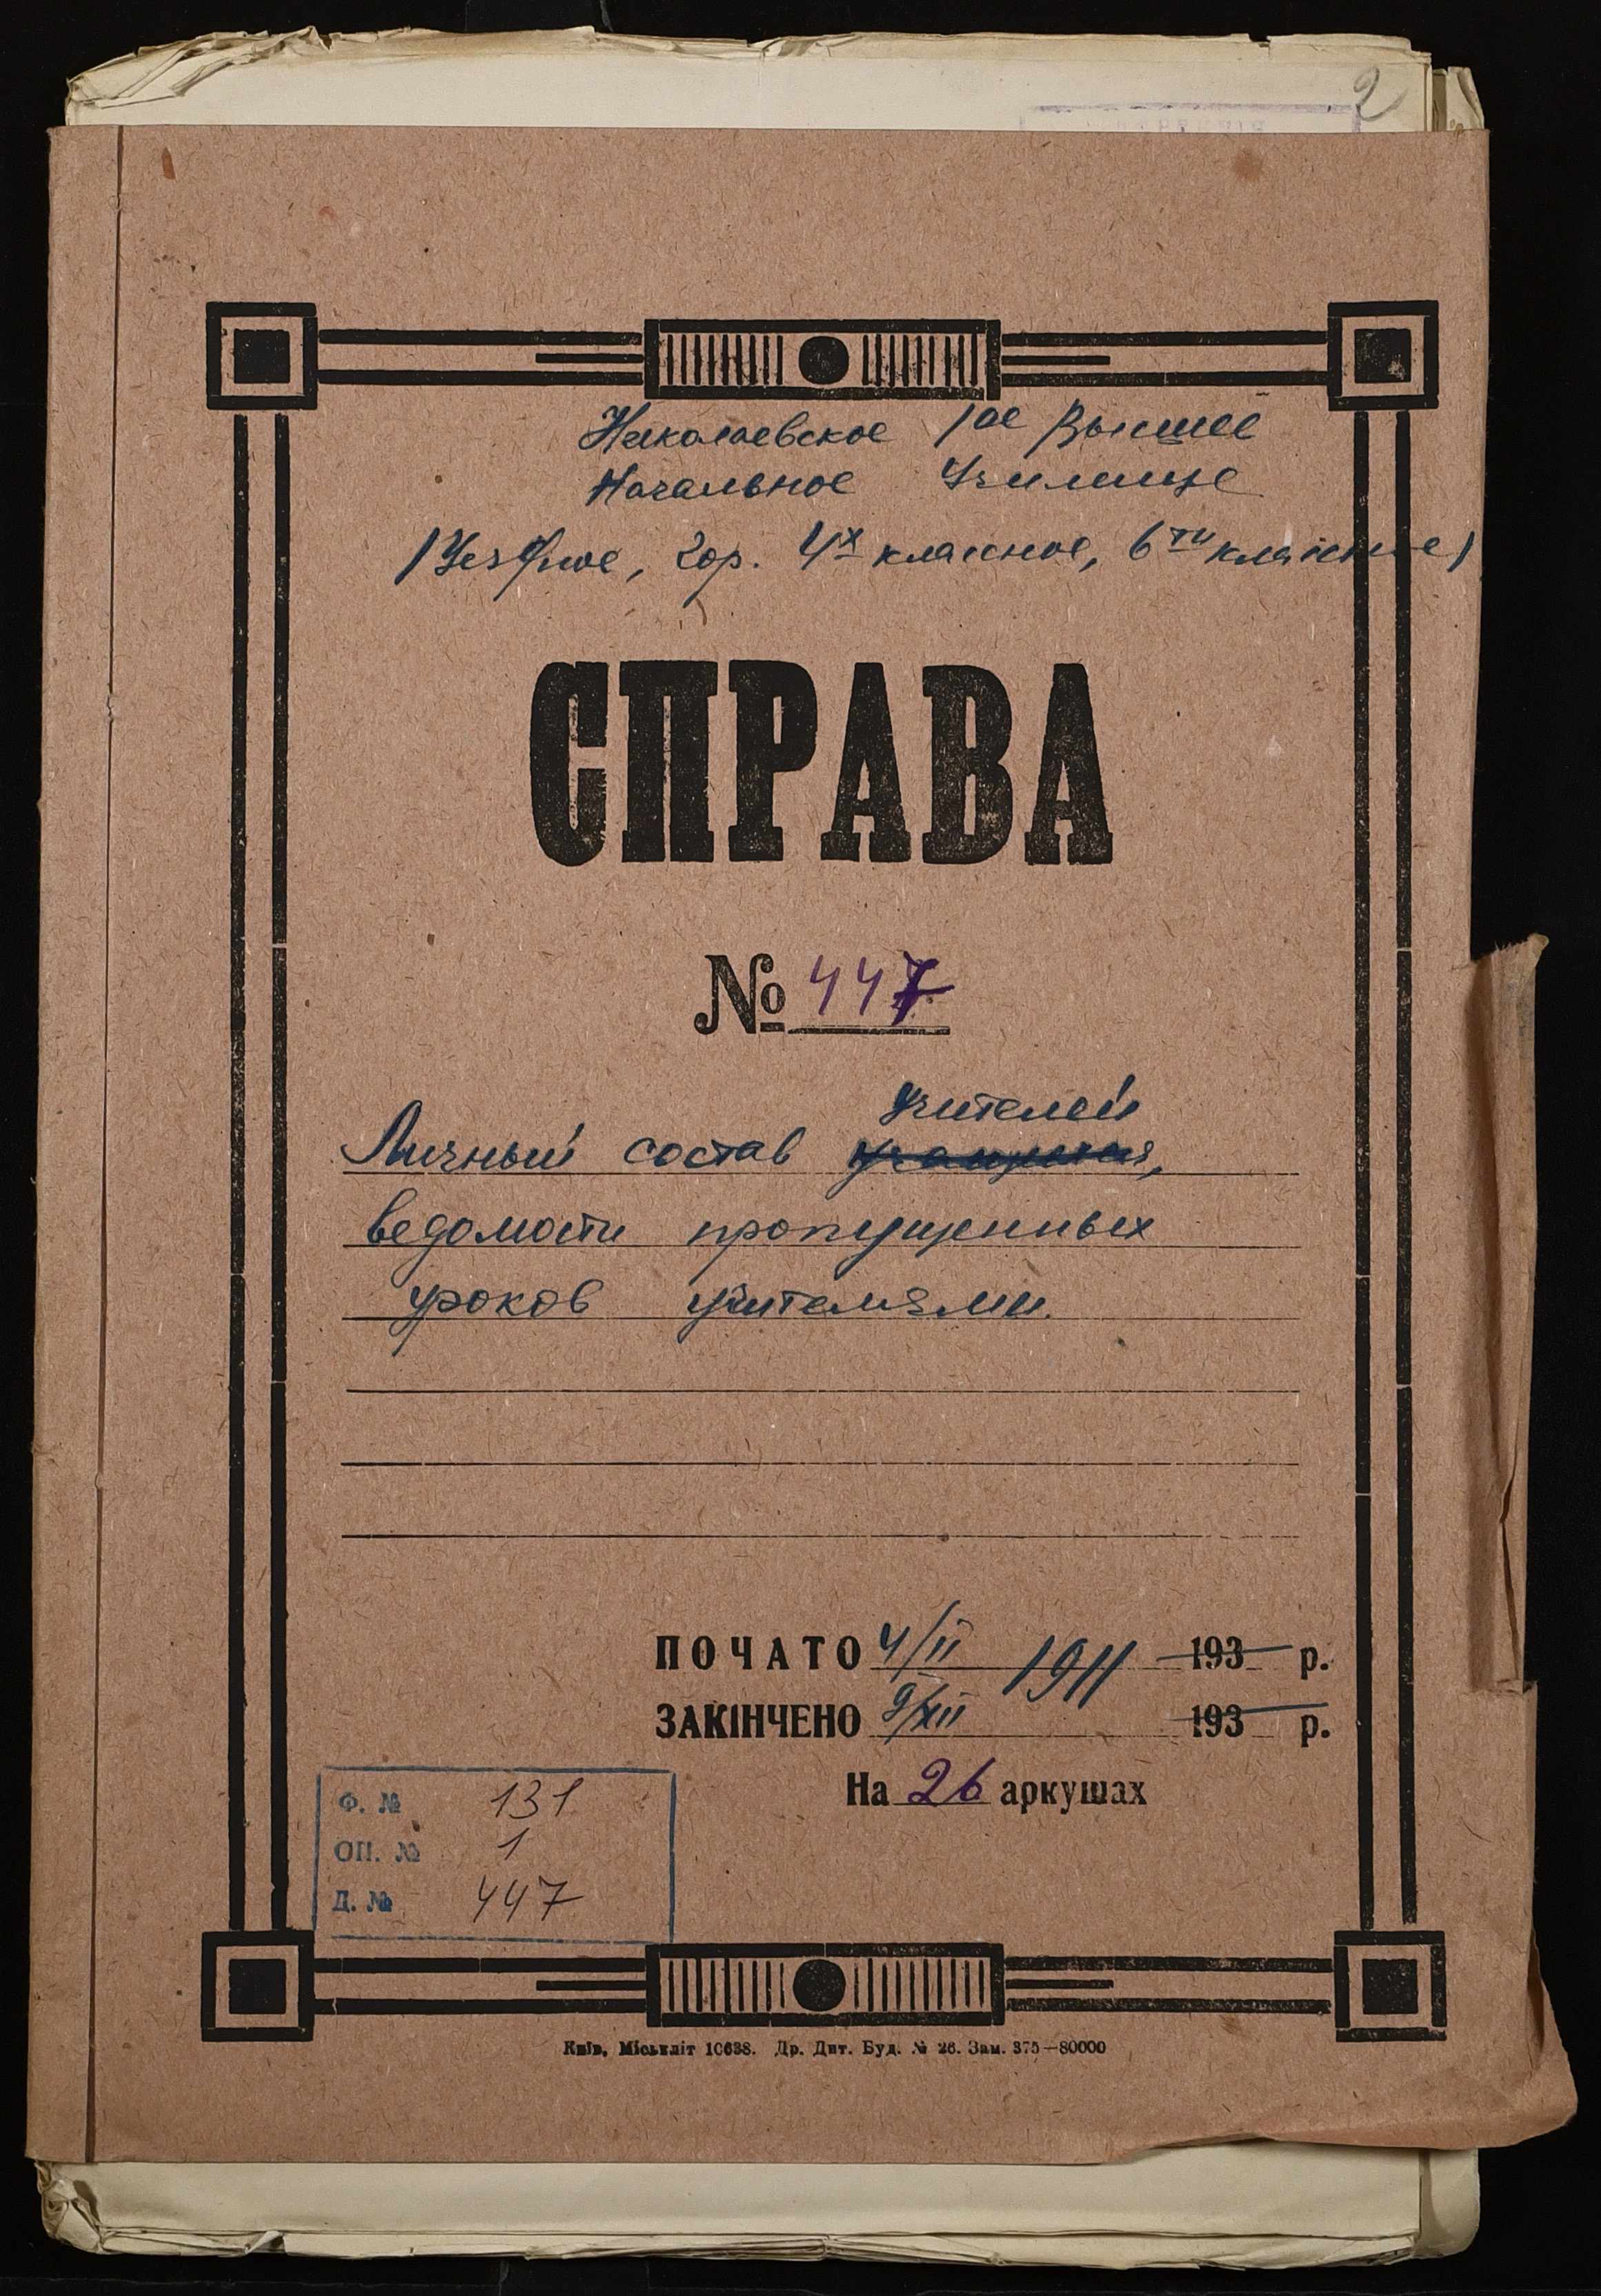 2
Николаевское 1ое Высшее
Начальное Училище
/Уездное, гор. 4х классное, 6ти классное/
СПРАВА
№ 447
Учителей
Личный состав учащихся,
ведомости пропущенных
уроков учителями.
ПОЧАТО 4/II 1911 193 р.
ЗАКІНЧЕНО 9/XII 193 р.
На 26 аркушах
Ф. № 131
ОП. № 1
Д. № 447
Київ, Міськліт 10638. Др. Дит. Буд. № 26. Зам. 375—80000